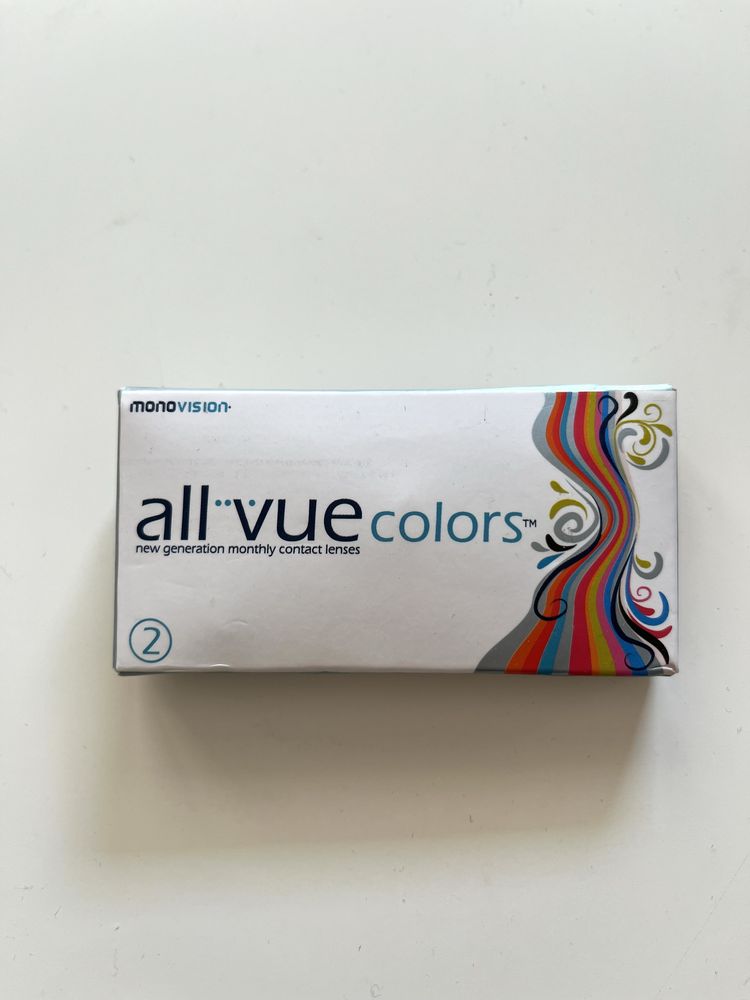 monovision
all vue colors™
new generation monthly contact lenses
2